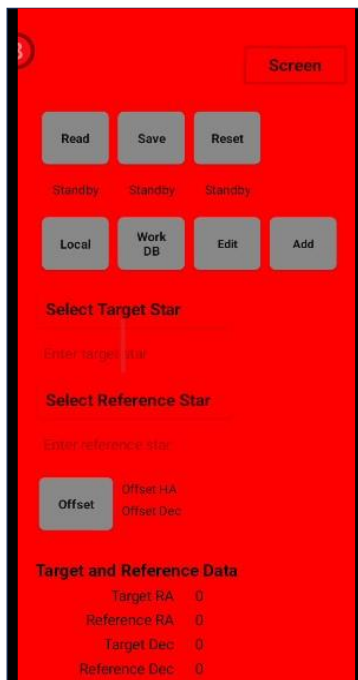 Screen
Read Save Reset
Standby Standby Standby
Local Work DB Edit Add
Select Target Star
Enter target star
Select Reference Star
Enter reference star
Offset
Offset HA
Offset Dec
Target and Reference Data
Target RA 0
Reference RA 0
Target Dec 0
Reference Dec 0